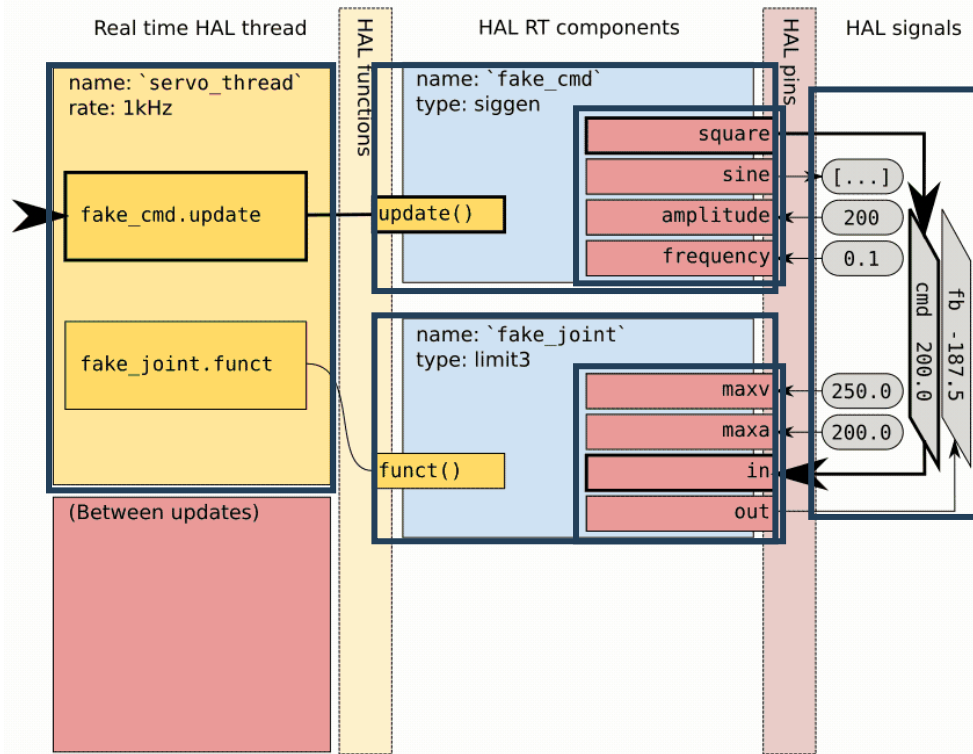 Real time HAL thread
HAL functions
HAL RT components
HAL pins
HAL signals
name: `servo_thread`
rate: 1kHz
fake_cmd.update
fake_joint.funct
(Between updates)
name: `fake_cmd`
type: siggen
update()
square
sine
amplitude
frequency
[...]
200
0.1
name: `fake_joint`
type: limit3
funct()
maxv
maxa
in
out
250.0
200.0
cmd 200.0
fb -187.5